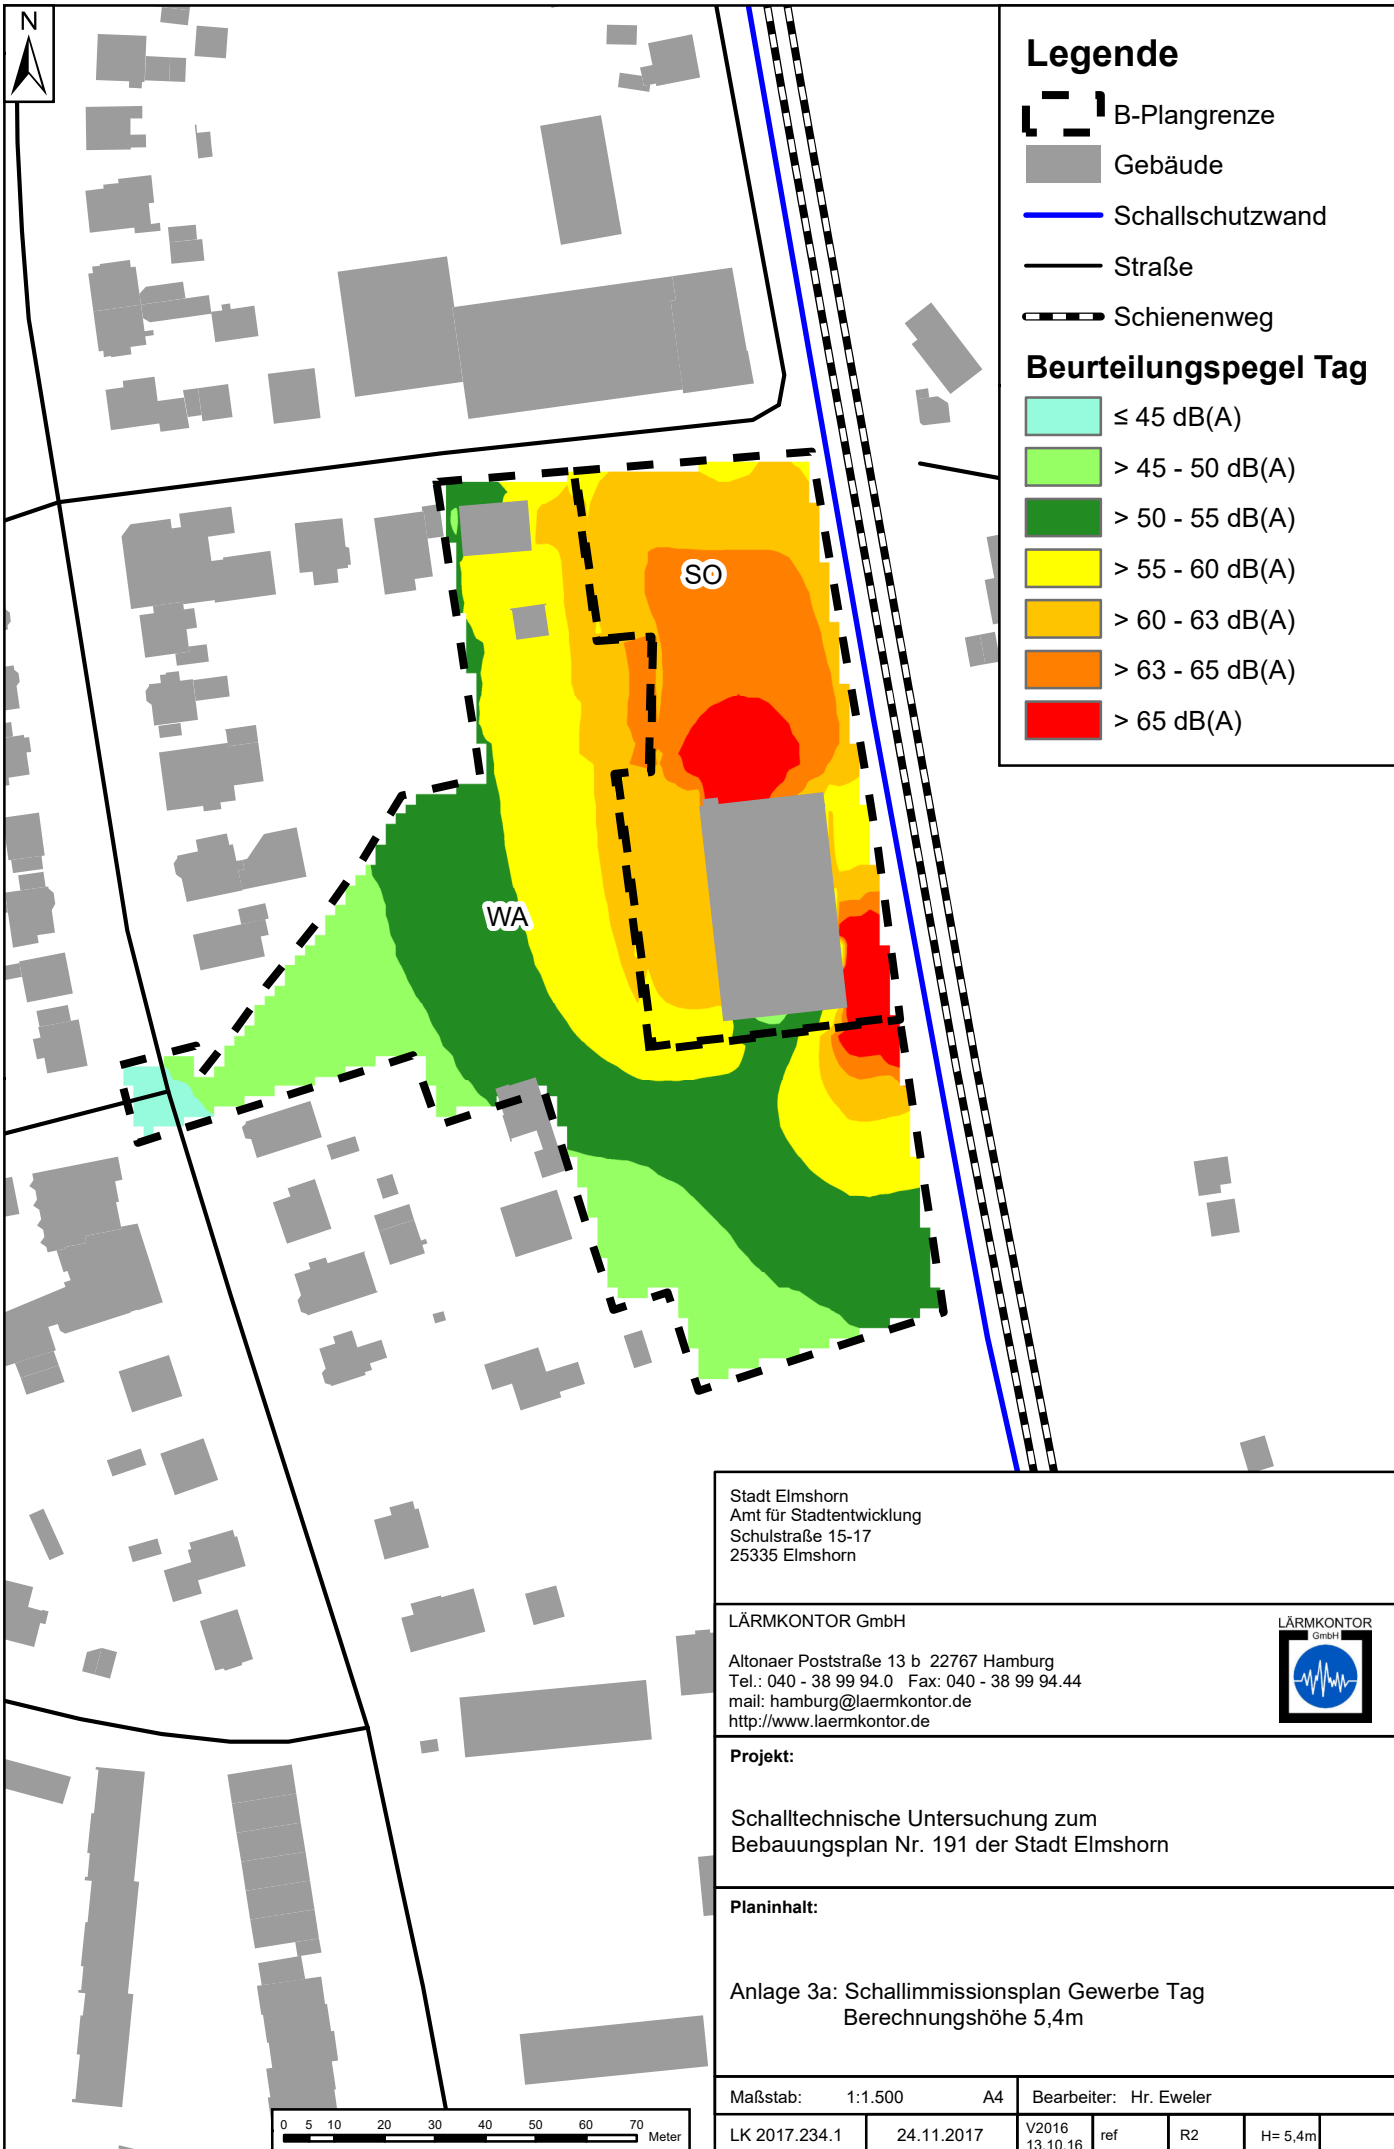 N
Legende
B-Plangrenze
Gebäude
Schallschutzwand
Straße
Schienenweg
Beurteilungspegel Tag
≤ 45 dB(A)
> 45 - 50 dB(A)
> 50 - 55 dB(A)
> 55 - 60 dB(A)
> 60 - 63 dB(A)
> 63 - 65 dB(A)
> 65 dB(A)
SO
WA
Stadt Elmshorn
Amt für Stadtentwicklung
Schulstraße 15-17
25335 Elmshorn
LÄRMKONTOR GmbH
Altonaer Poststraße 13 b 22767 Hamburg
Tel.: 040 - 38 99 94.0 Fax: 040 - 38 99 94.44
mail: hamburg@laermkontor.de
http://www.laermkontor.de
LÄRMKONTOR
GmbH
Projekt:
Schalltechnische Untersuchung zum
Bebauungsplan Nr. 191 der Stadt Elmshorn
Planinhalt:
Anlage 3a: Schallimmissionsplan Gewerbe Tag
Berechnungshöhe 5,4m
Maßstab: 1:1.500 A4 Bearbeiter: Hr. Eweler
LK 2017.234.1 24.11.2017 V2016 ref R2 H= 5,4m
13.10.16
0 5 10 20 30 40 50 60 70
Meter